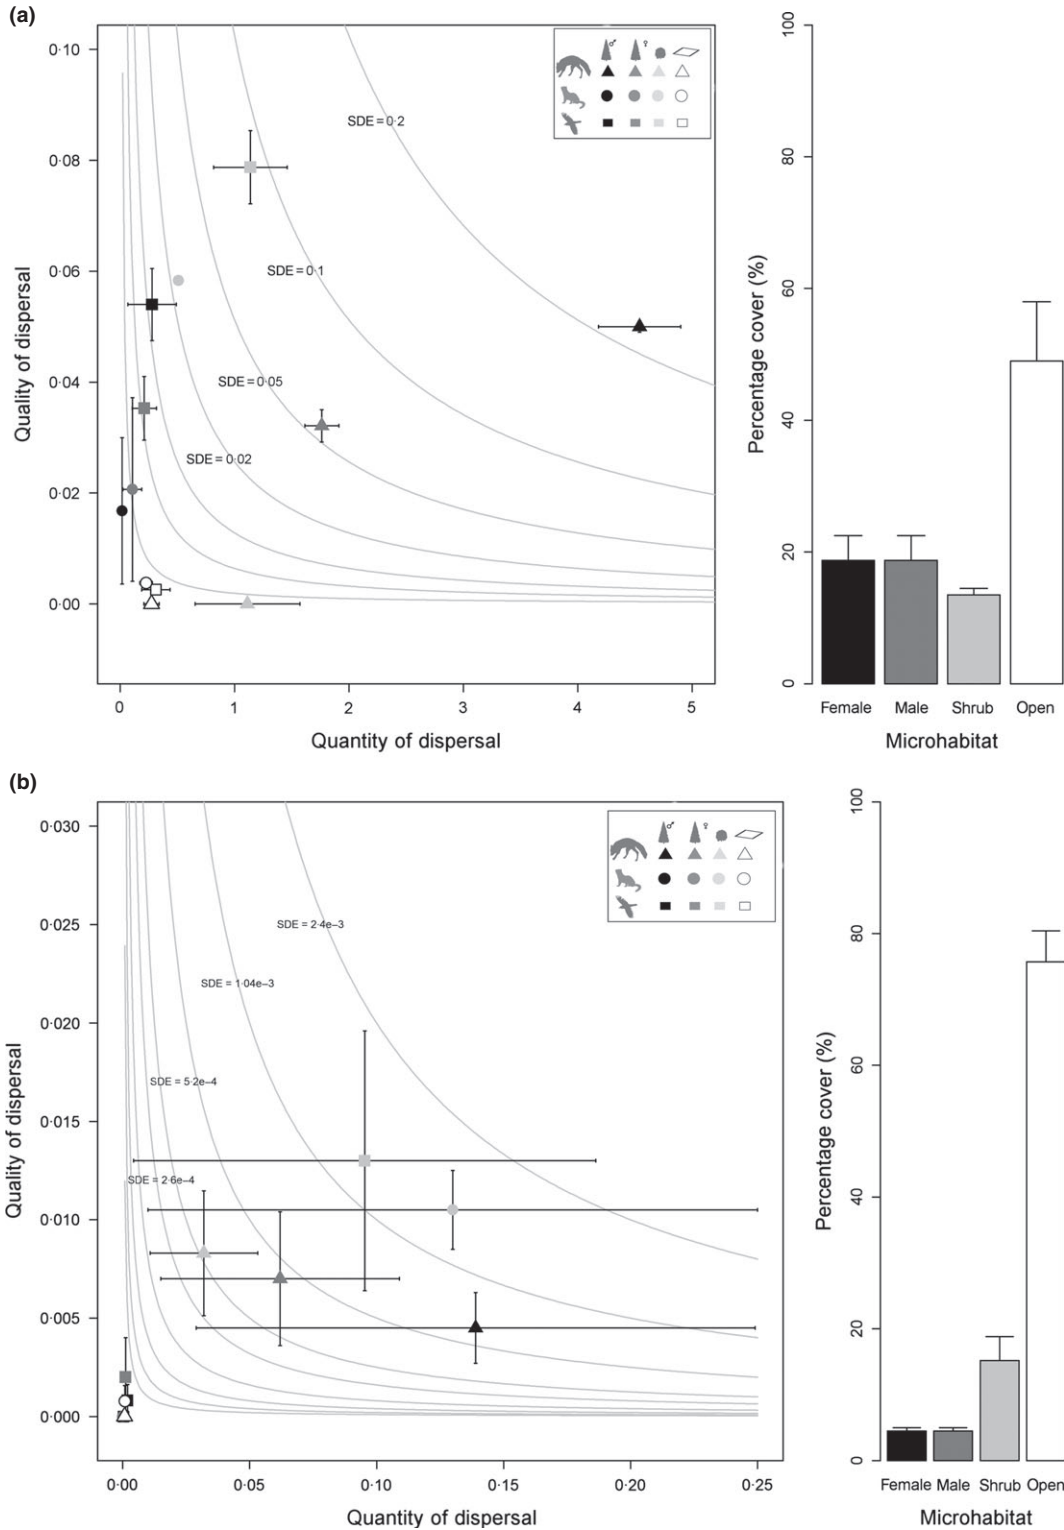 (a)
0·10
0·08
0·06
0·04
0·02
0·00
Quality of dispersal
SDE = 0·2
SDE = 0·1
SDE = 0·05
SDE = 0·02
♂ ♀
0 1 2 3 4 5
Quantity of dispersal
100
80
60
40
20
0
Percentage cover (%)
Female Male Shrub Open
Microhabitat
(b)
0·030
0·025
0·020
0·015
0·010
0·005
0·000
Quality of dispersal
SDE = 2·4e–3
SDE = 1·04e–3
SDE = 5·2e–4
SDE = 2·6e–4
♂ ♀
0·00 0·05 0·10 0·15 0·20 0·25
Quantity of dispersal
100
80
60
40
20
0
Percentage cover (%)
Female Male Shrub Open
Microhabitat